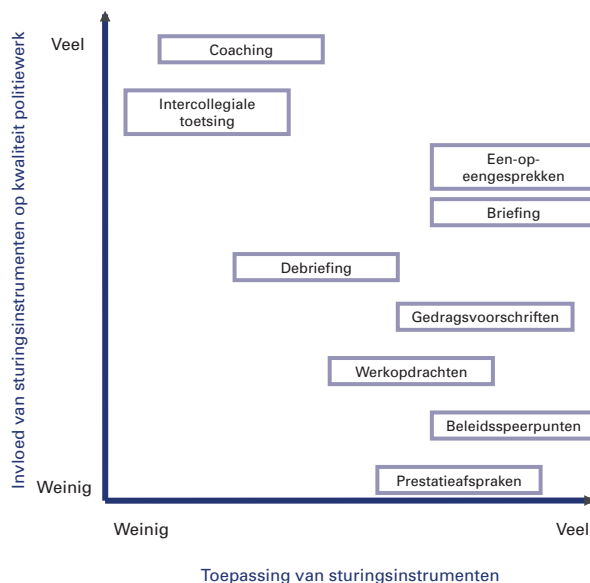 Invloed van sturingsinstrumenten op kwaliteit politiewerk
Veel
Coaching
Intercollegiale
toetsing
Een-op-
eengesprekken
Briefing
Debriefing
Gedragsvoorschriften
Werkopdrachten
Beleidsspeerpunten
Prestatieafspraken
Weinig
Weinig
Veel
Toepassing van sturingsinstrumenten